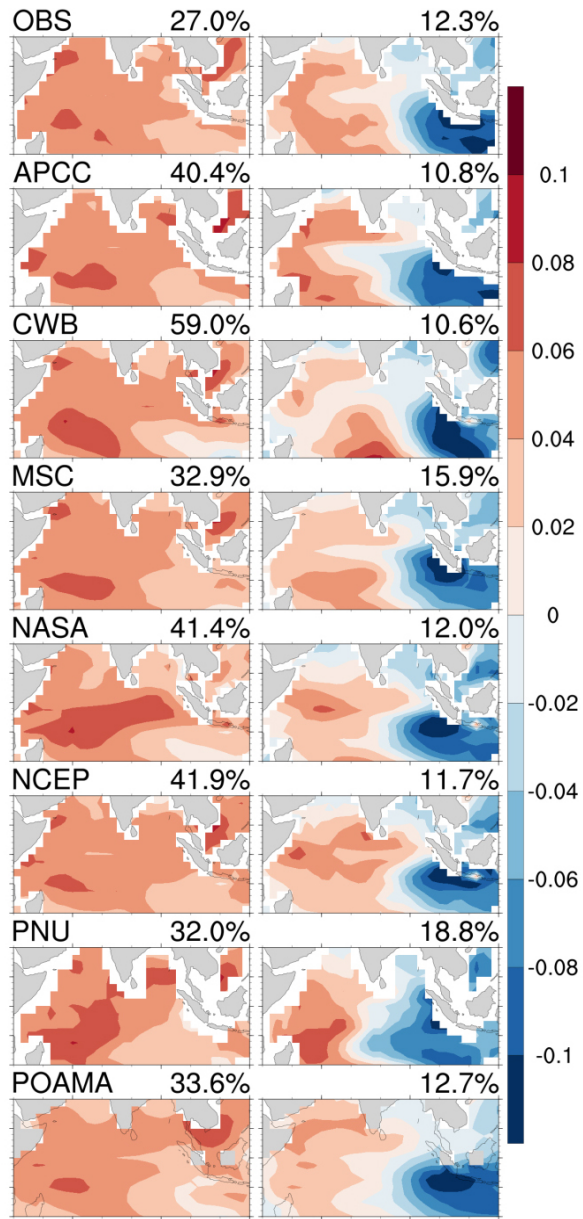 OBS 27.0% 12.3%
APCC 40.4% 10.8%
0.1
0.08
CWB 59.0% 10.6%
0.06
0.04
MSC 32.9% 15.9%
0.02
0
NASA 41.4% 12.0%
-0.02
-0.04
NCEP 41.9% 11.7%
-0.06
PNU 32.0% 18.8%
-0.08
-0.1
POAMA 33.6% 12.7%